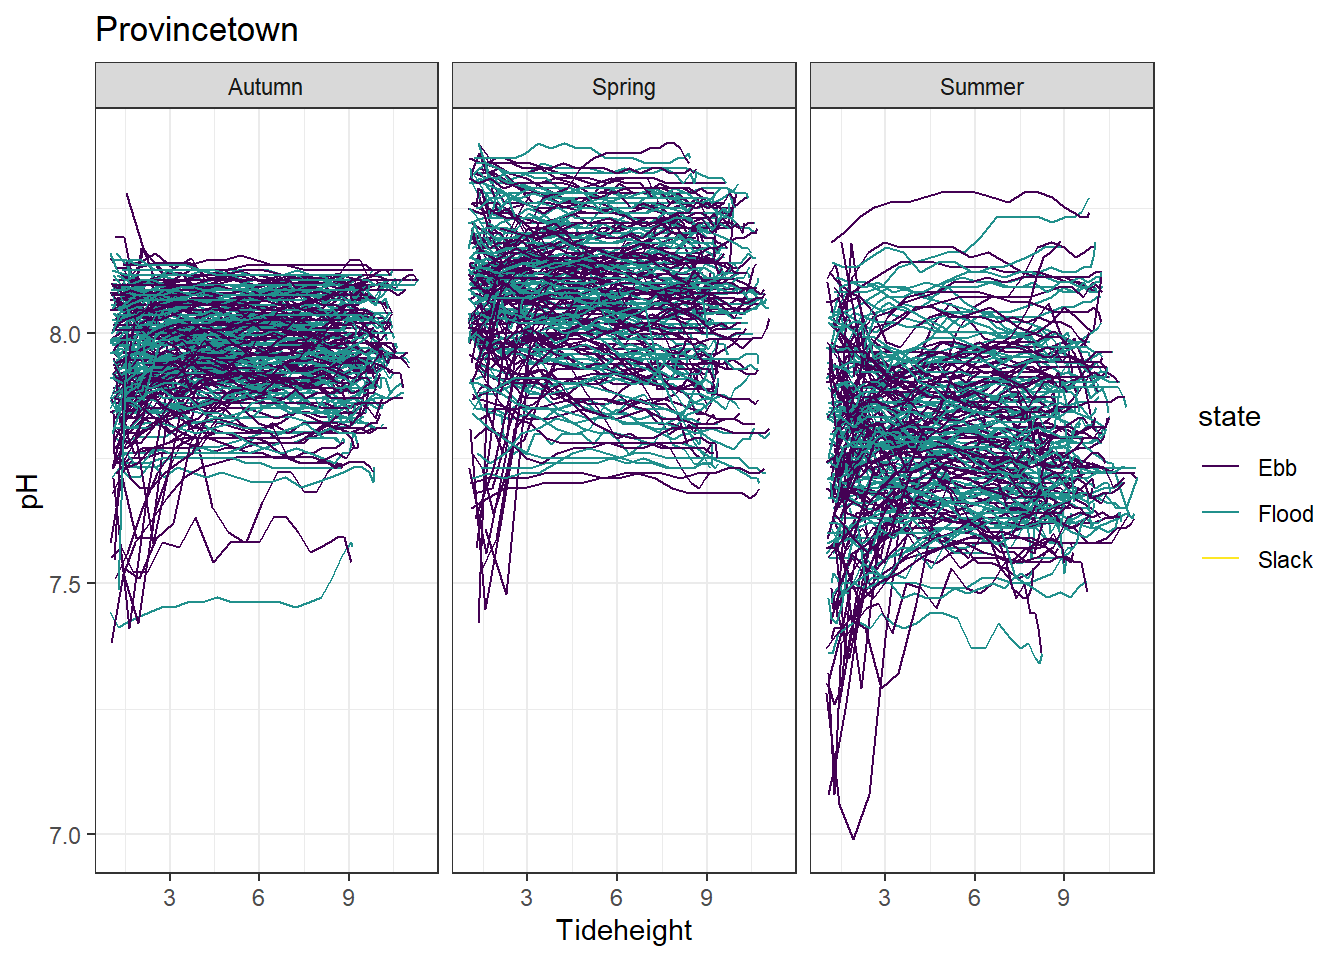 Provincetown
Autumn Spring Summer
8.0
7.5
7.0
pH
3 6 9 3 6 9 3 6 9
Tideheight
state
Ebb
Flood
Slack